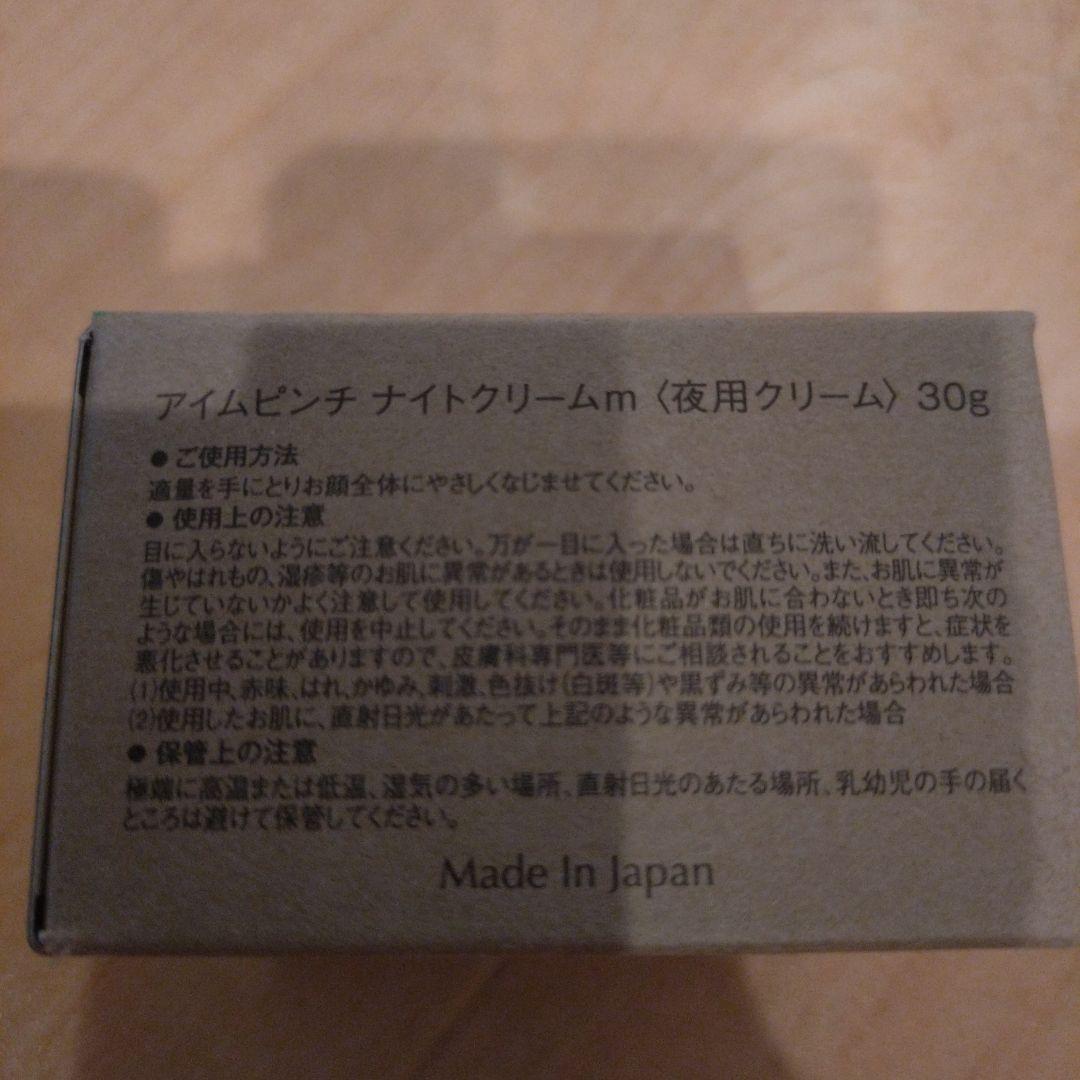 アイムピンチ ナイトクリームm 〈夜用クリーム〉 30g
● ご使用方法
適量を手にとりお顔全体にやさしくなじませてください。
● 使用上の注意
目に入らないようにご注意ください。万が一目に入った場合は直ちに洗い流してください。
傷やはれもの、湿疹等のお肌に異常があるときは使用しないでください。また、お肌に異常が
生じていないかよく注意して使用してください。化粧品がお肌に合わないとき即ち次の
ような場合には、使用を中止してください。そのまま化粧品類の使用を続けますと、症状を
悪化させることがありますので、皮膚科専門医等にご相談されることをおすすめします。
(1)使用中、赤味、はれ、かゆみ、刺激、色抜け(白斑等)や黒ずみ等の異常があらわれた場合
(2)使用したお肌に、直射日光があたって上記のような異常があらわれた場合
● 保管上の注意
極端に高温または低温、湿気の多い場所、直射日光のあたる場所、乳幼児の手の届く
ところは避けて保管してください。
Made In Japan